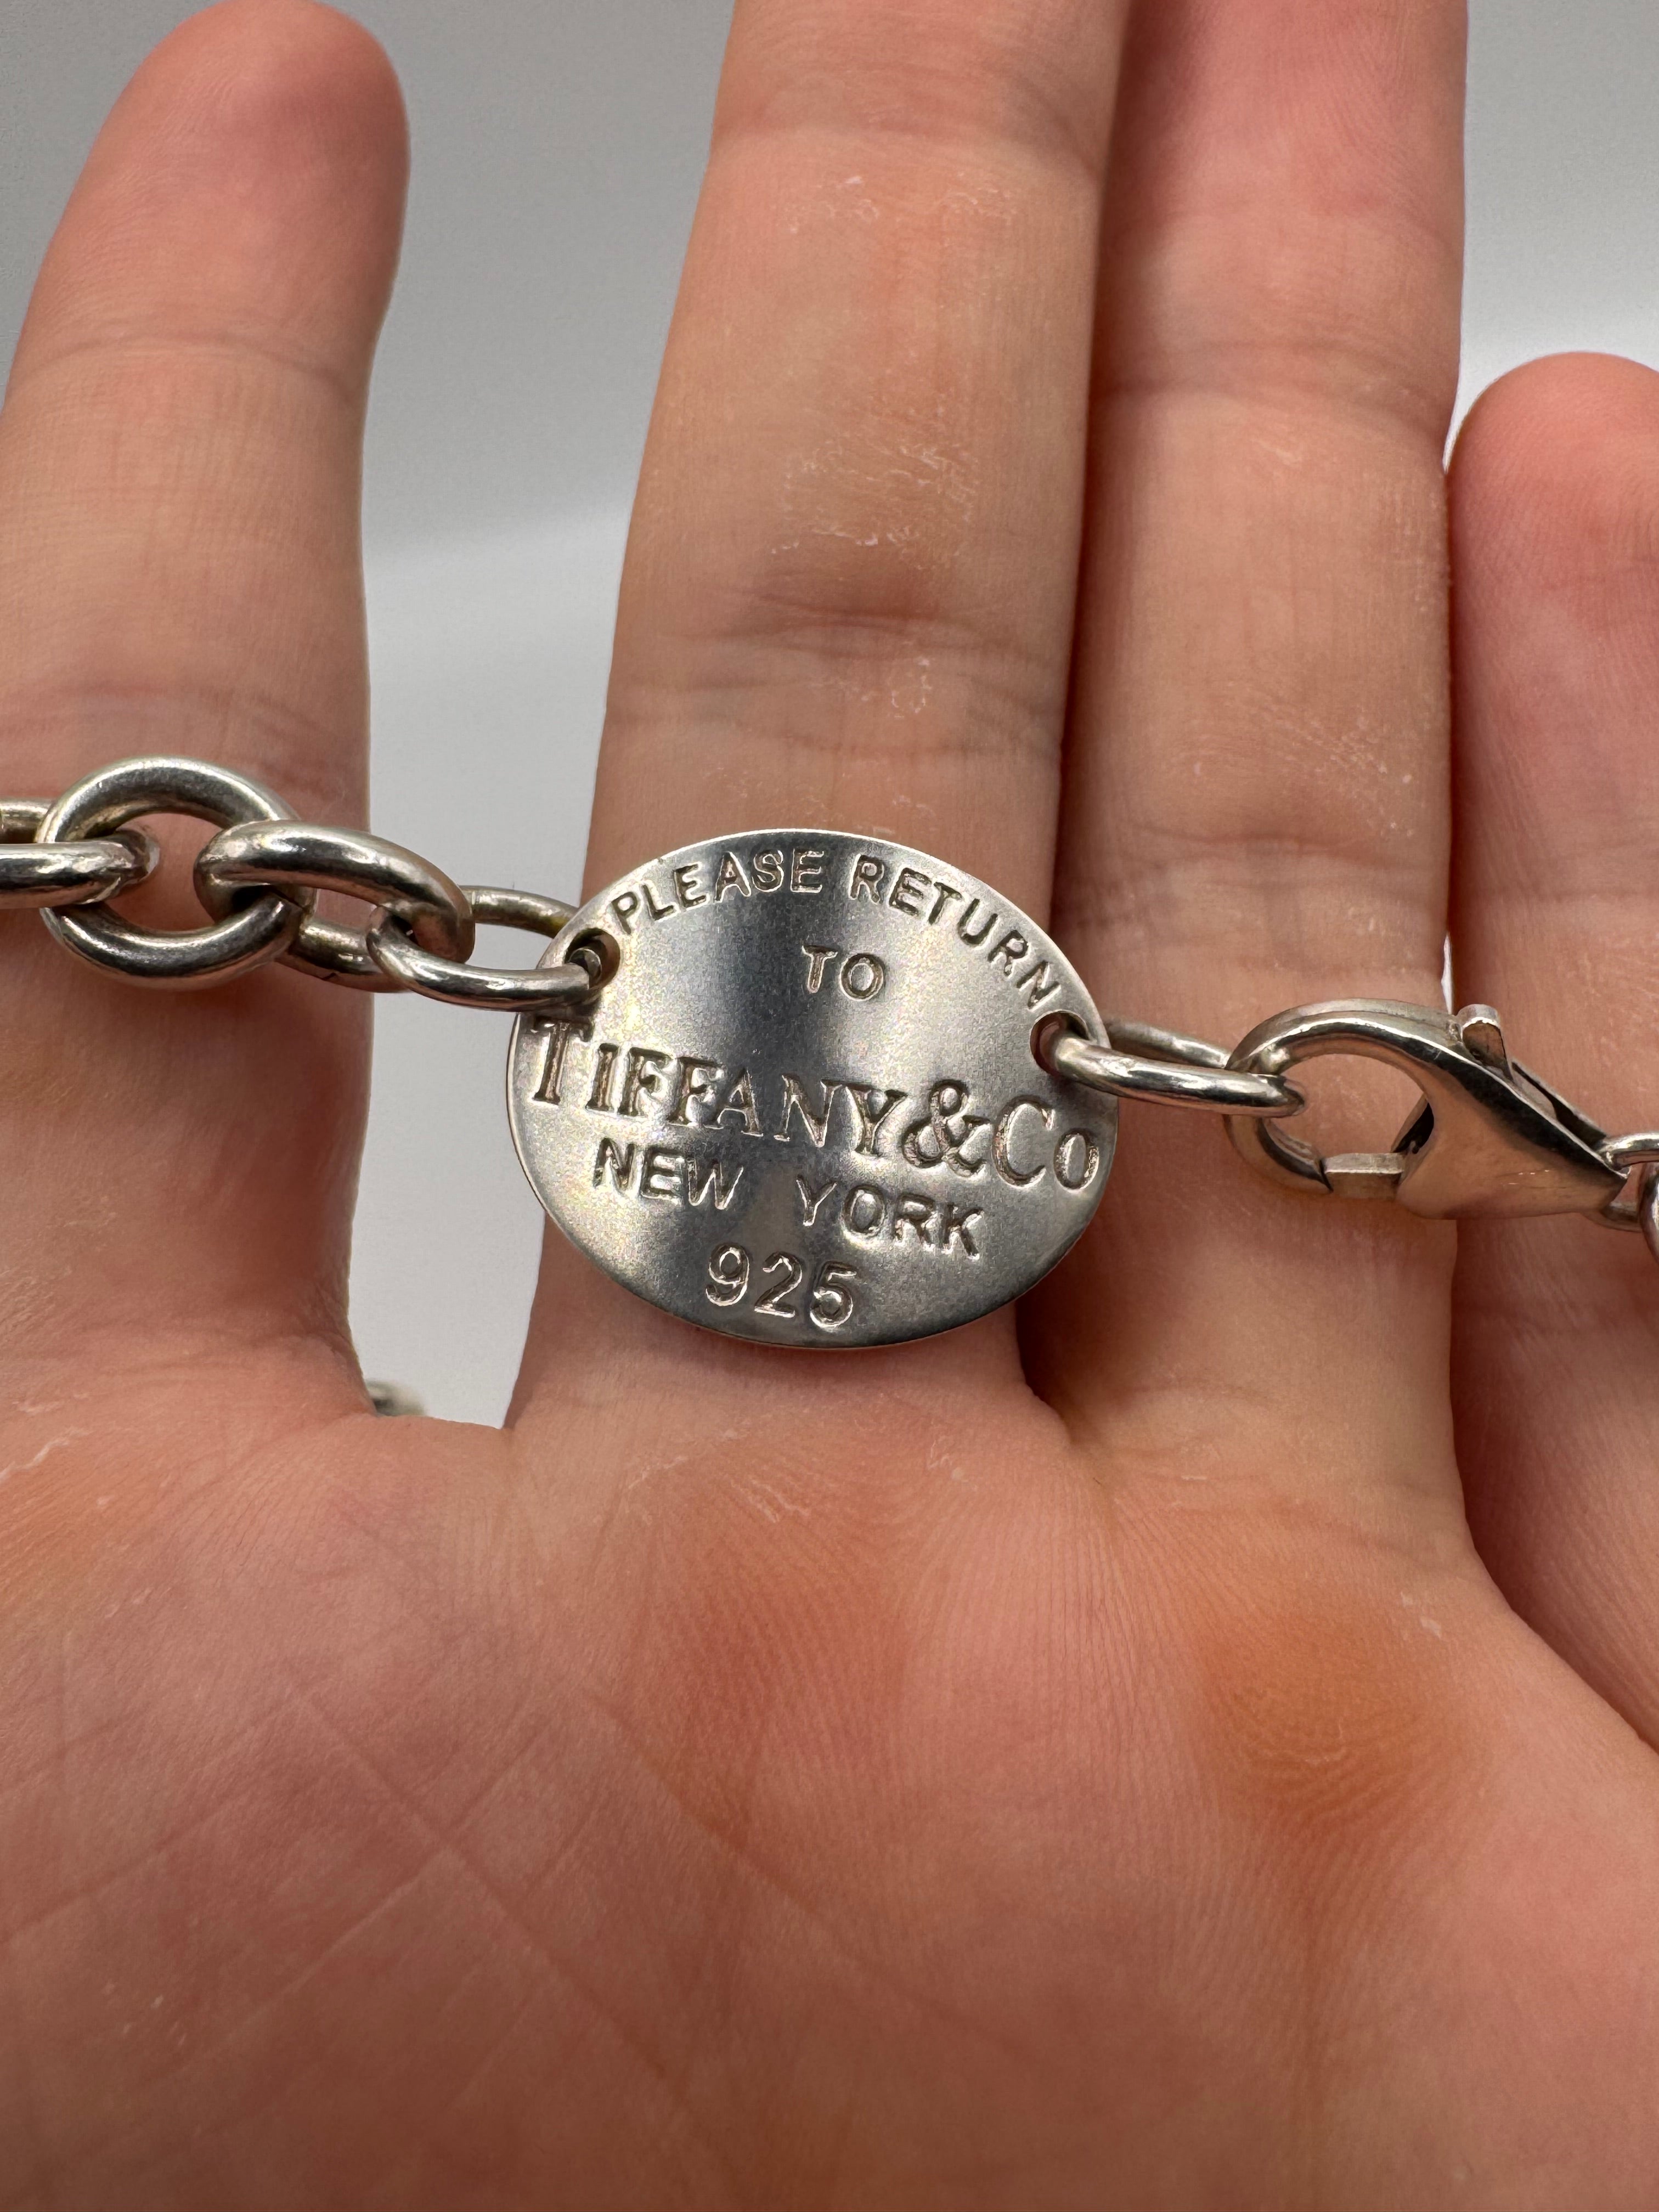 PLEASE RETURN
TO
TIFFANY&CO
NEW YORK
925